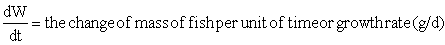 dW/dt = the change of mass of fish per unit of time or growth rate (g/d)